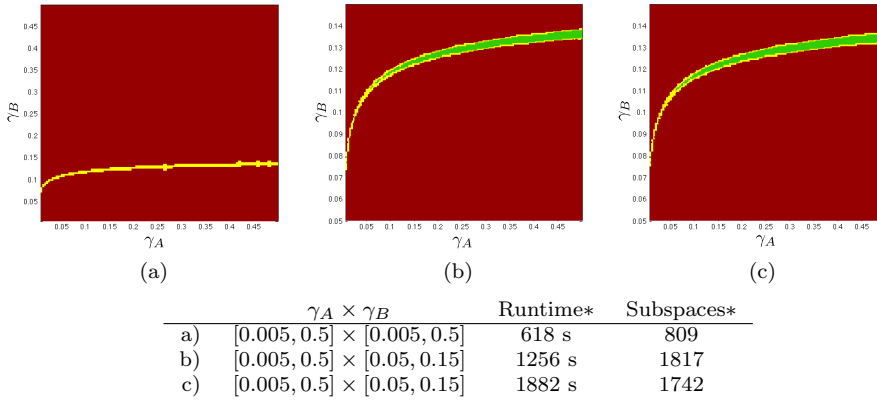 0.45
0.4
0.35
0.3
0.25
0.2
0.15
0.1
0.05
γB
0.05 0.1 0.15 0.2 0.25 0.3 0.35 0.4 0.45
γA
(a)
0.14
0.13
0.12
0.11
0.1
0.09
0.08
0.07
0.06
0.05
γB
0.05 0.1 0.15 0.2 0.25 0.3 0.35 0.4 0.45
γA
(b)
0.14
0.13
0.12
0.11
0.1
0.09
0.08
0.07
0.06
0.05
γB
0.05 0.1 0.15 0.2 0.25 0.3 0.35 0.4 0.45
γA
(c)
γA × γB Runtime* Subspaces*
a) [0.005, 0.5] × [0.005, 0.5] 618 s 809
b) [0.005, 0.5] × [0.05, 0.15] 1256 s 1817
c) [0.005, 0.5] × [0.05, 0.15] 1882 s 1742